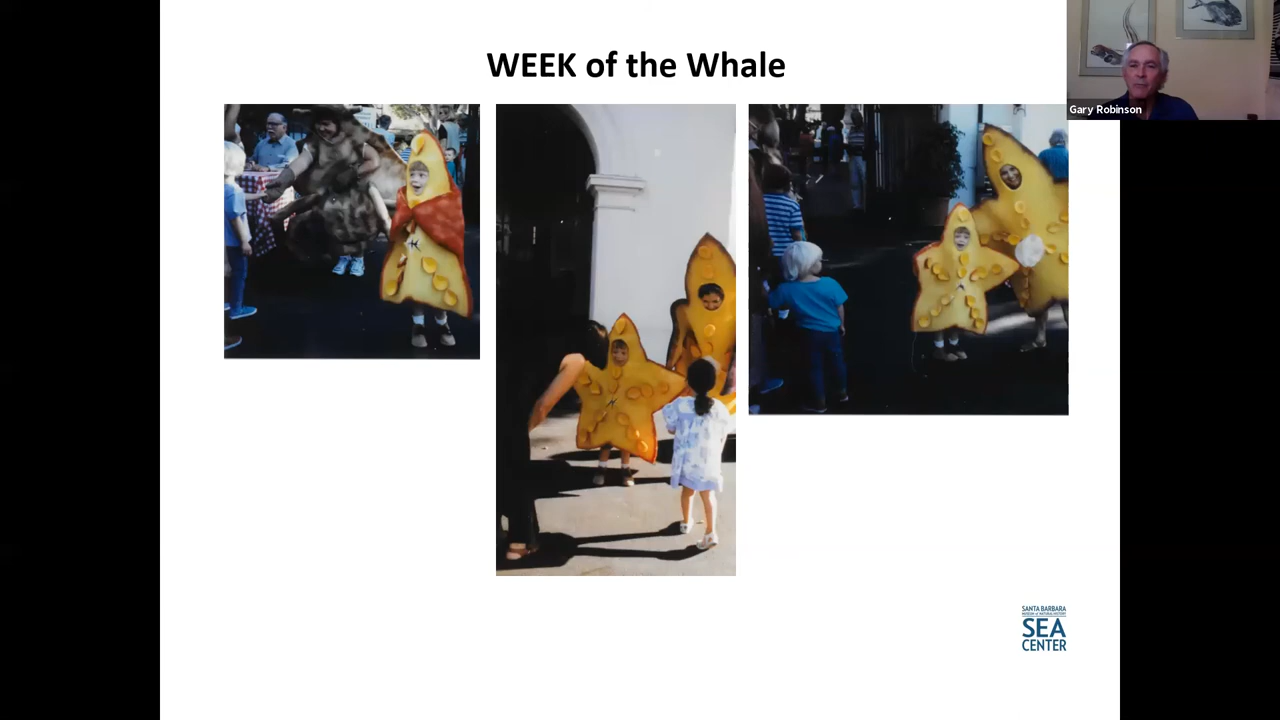 WEEK of the Whale
Gary Robinson
SANTA BARBARA
MUSEUM of NATURAL HISTORY
SEA
CENTER